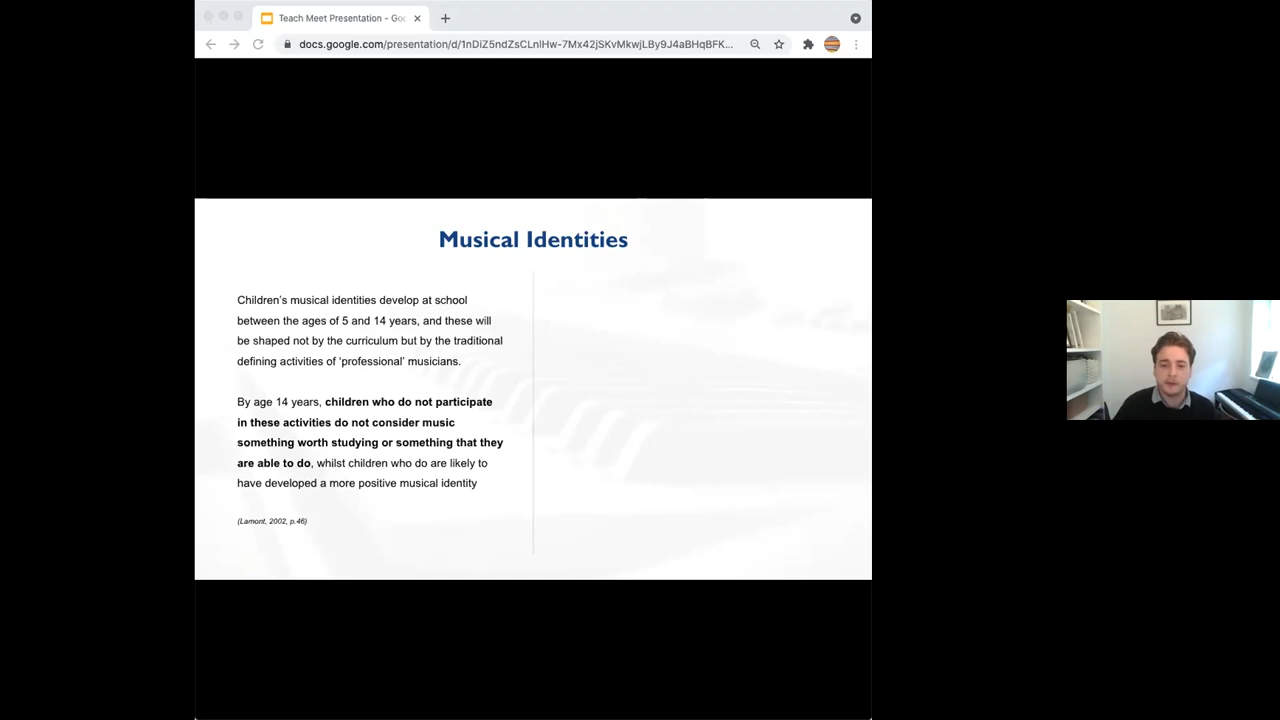 Teach Meet Presentation - Goo
docs.google.com/presentation/d/1nDiZ5ndZsCLnlHw-7Mx42jSKvMkwjLBy9J4aBHqBFK...
Musical Identities
Children's musical identities develop at school
between the ages of 5 and 14 years, and these will
be shaped not by the curriculum but by the traditional
defining activities of 'professional' musicians.
By age 14 years, children who do not participate
in these activities do not consider music
something worth studying or something that they
are able to do, whilst children who do are likely to
have developed a more positive musical identity
(Lamont, 2002, p.46)